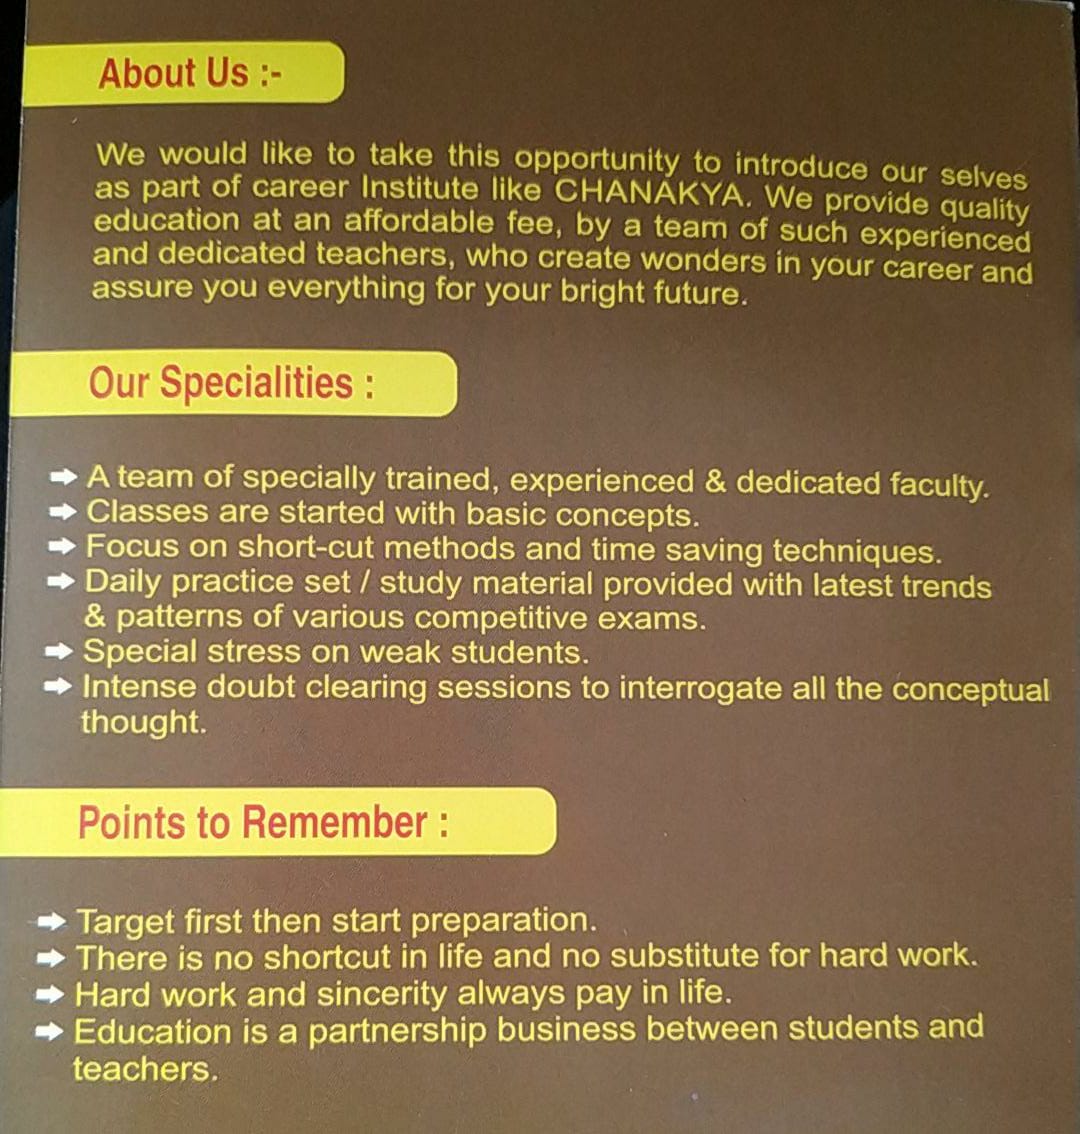 About Us :-
We would like to take this opportunity to introduce our selves
as part of career Institute like CHANAKYA. We provide quality
education at an affordable fee, by a team of such experienced
and dedicated teachers, who create wonders in your career and
assure you everything for your bright future.
Our Specialities :
A team of specially trained, experienced & dedicated faculty.
Classes are started with basic concepts.
Focus on short-cut methods and time saving techniques.
Daily practice set / study material provided with latest trends
& patterns of various competitive exams.
Special stress on weak students.
Intense doubt clearing sessions to interrogate all the conceptual
thought.
Points to Remember :
Target first then start preparation.
There is no shortcut in life and no substitute for hard work.
Hard work and sincerity always pay in life.
Education is a partnership business between students and
teachers.